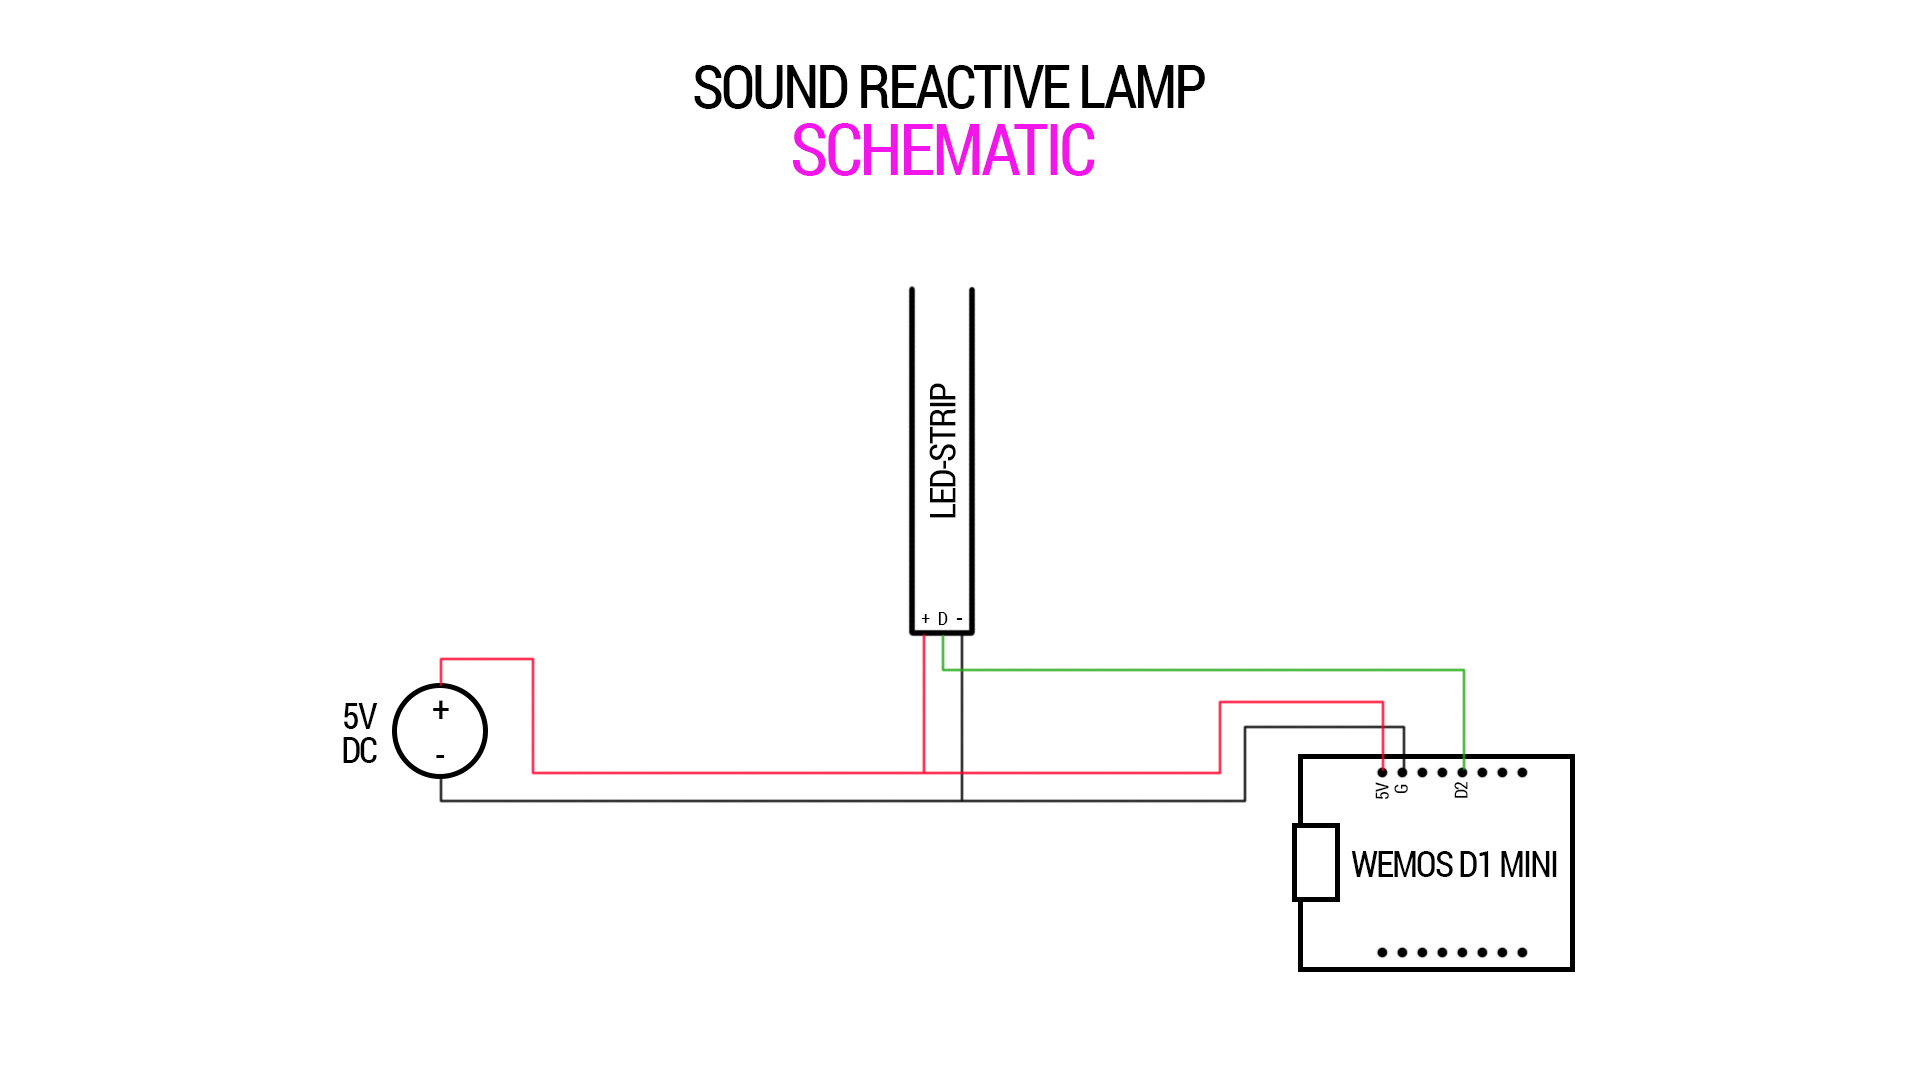 SOUND REACTIVE LAMP
SCHEMATIC
LED-STRIP
+ D -
5V
DC
+
-
5V
G
D2
WEMOS D1 MINI